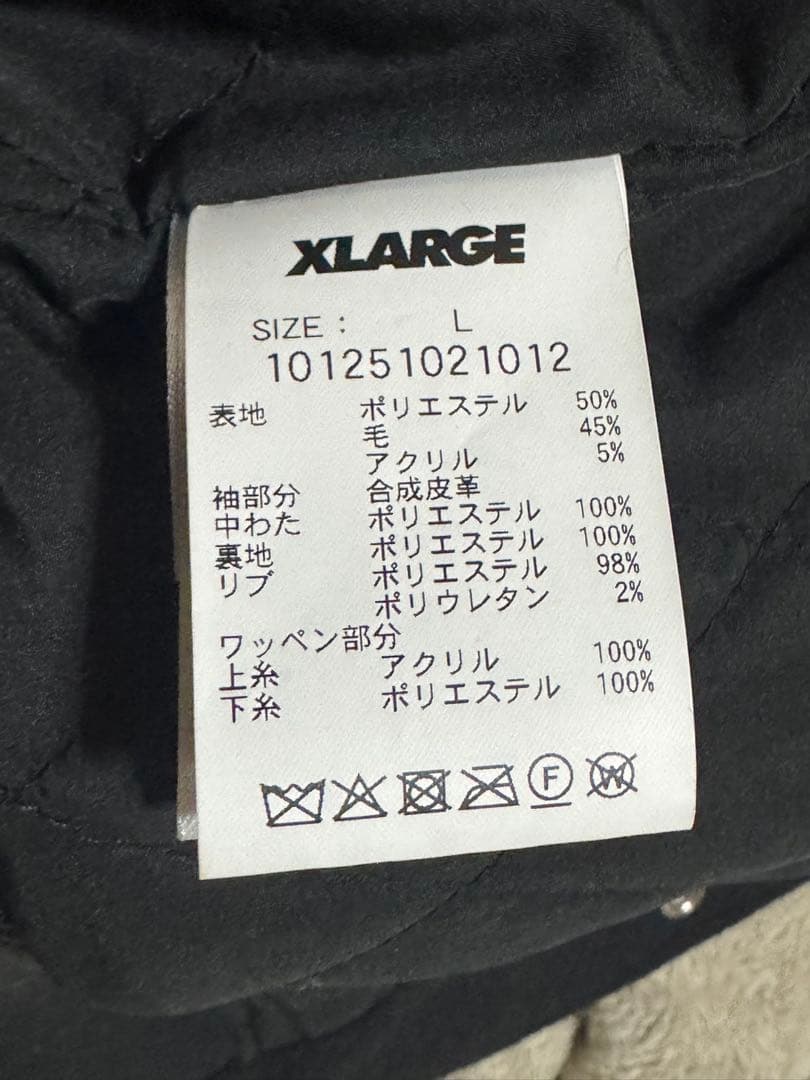 XLARGE
SIZE : L
101251021012
表地 ポリエステル 50%
毛 45%
アクリル 5%
袖部分 合成皮革
中わた ポリエステル 100%
裏地 ポリエステル 100%
リブ ポリエステル 98%
ポリウレタン 2%
ワッペン部分
上糸 アクリル 100%
下糸 ポリエステル 100%
F W